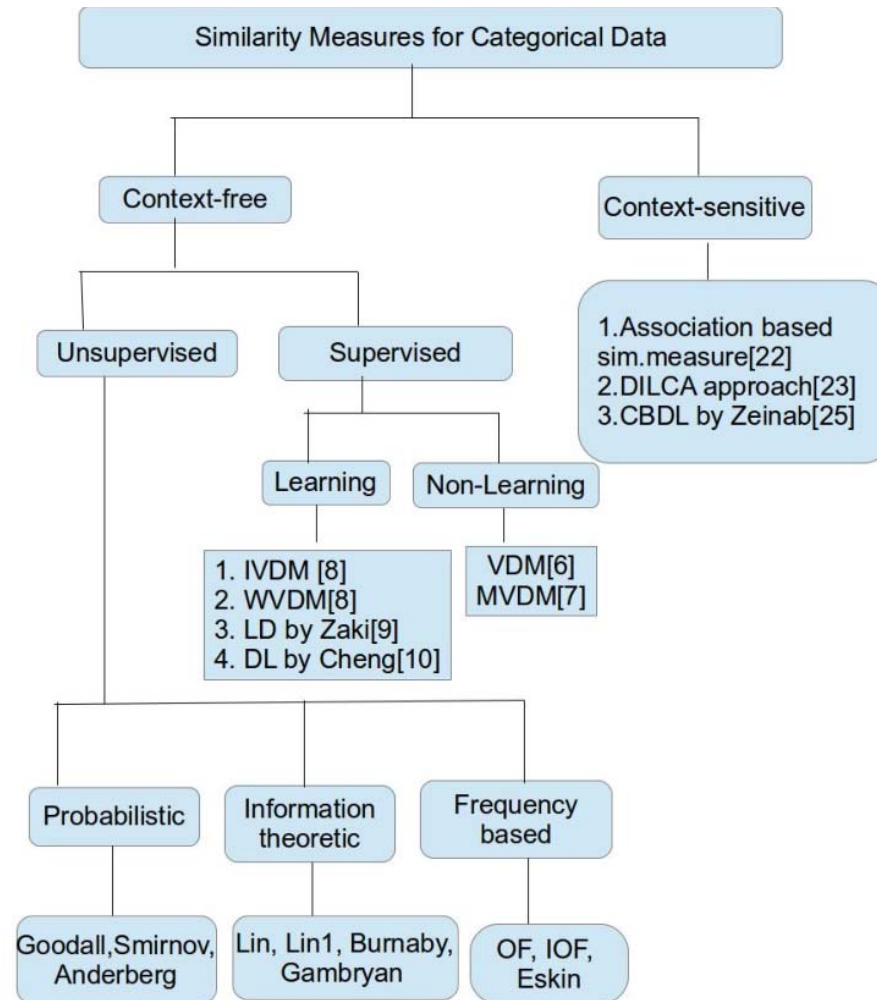 Similarity Measures for Categorical Data
Context-free
Context-sensitive
1.Association based
sim.measure[22]
2.DILCA approach[23]
3.CBDL by Zeinab[25]
Unsupervised
Supervised
Learning
Non-Learning
1. IVDM [8]
2. WVDM[8]
3. LD by Zaki[9]
4. DL by Cheng[10]
VDM[6]
MVDM[7]
Probabilistic
Information
theoretic
Frequency
based
Goodall,Smirnov,
Anderberg
Lin, Lin1, Burnaby,
Gambryan
OF, IOF,
Eskin